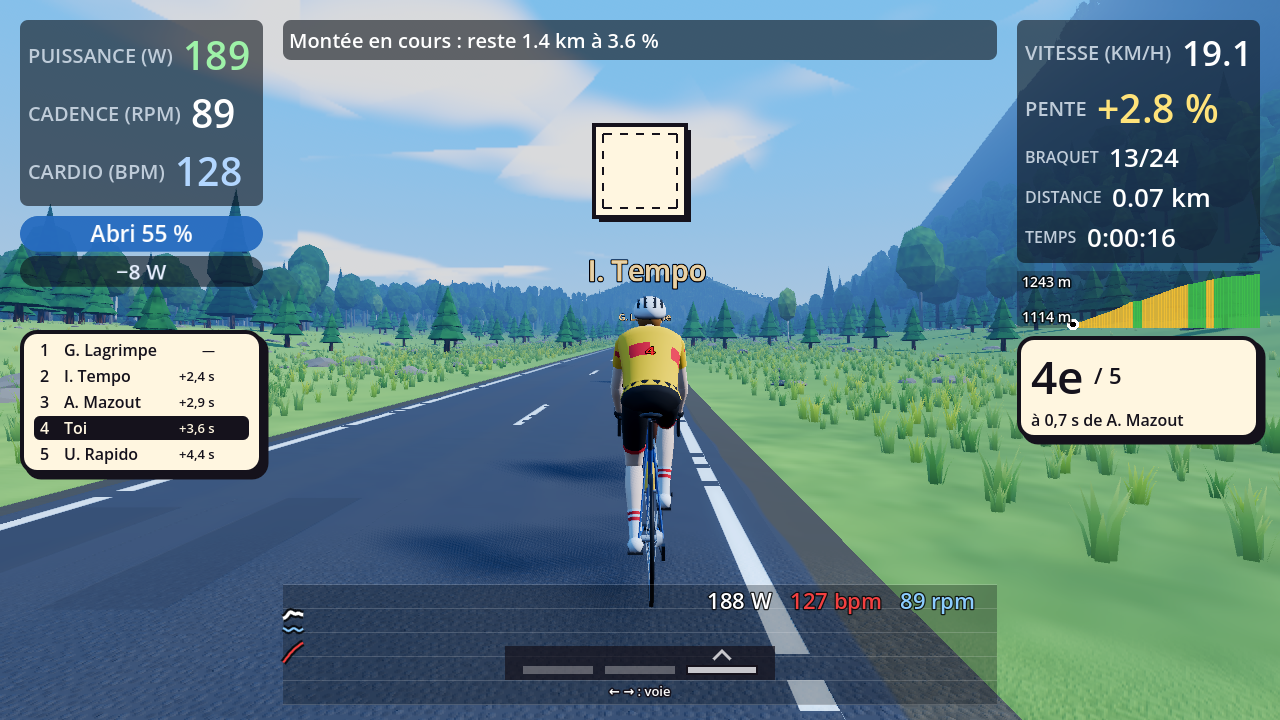 PUISSANCE (W) 189
CADENCE (RPM) 89
CARDIO (BPM) 128
Abri 55 %
−8 W
1 G. Lagrimpe —
2 I. Tempo +2,4 s
3 A. Mazout +2,9 s
4 Toi +3,6 s
5 U. Rapido +4,4 s
Montée en cours : reste 1.4 km à 3.6 %
I. Tempo
4
VITESSE (KM/H) 19.1
PENTE +2.8 %
BRAQUET 13/24
DISTANCE 0.07 km
TEMPS 0:00:16
1243 m
1114 m
4e / 5
à 0,7 s de A. Mazout
188 W 127 bpm 89 rpm
← → : voie